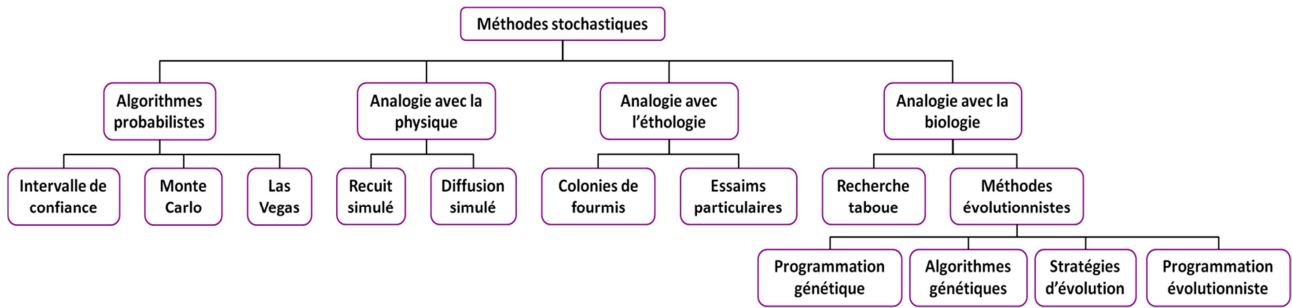 Méthodes stochastiques
Algorithmes
probabilistes
Analogie avec la
physique
Analogie avec
l'éthologie
Analogie avec la
biologie
Intervalle de
confiance
Monte
Carlo
Las
Vegas
Recuit
simulé
Diffusion
simulé
Colonies de
fourmis
Essaims
particulaires
Recherche
taboue
Méthodes
évolutionnistes
Programmation
génétique
Algorithmes
génétiques
Stratégies
d'évolution
Programmation
évolutionniste